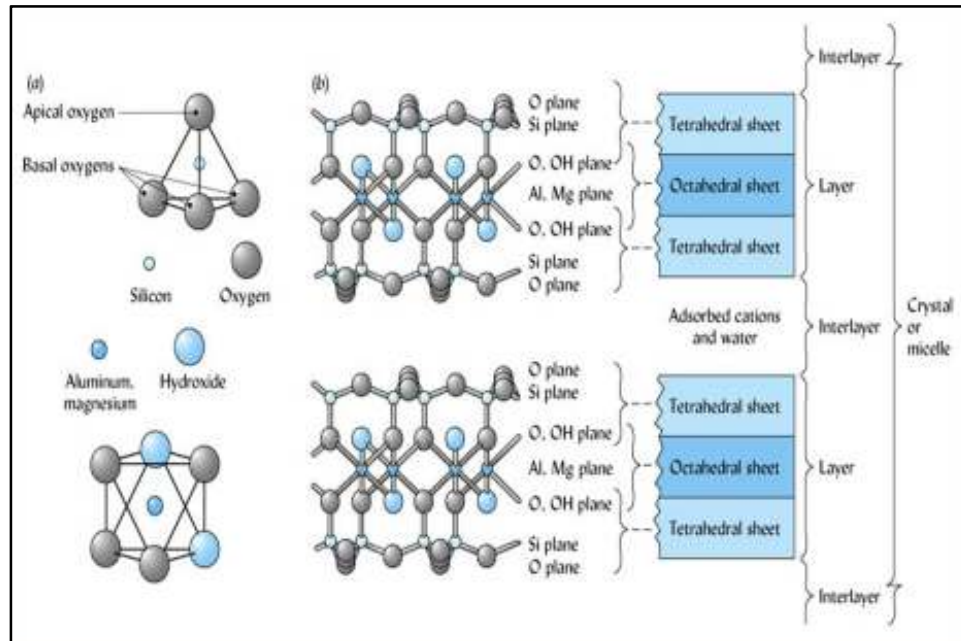 (a)
Apical oxygen
Basal oxygens
Silicon
Oxygen
Aluminum,
magnesium
Hydroxide
(b)
O plane
Si plane
O, OH plane
Al, Mg plane
O, OH plane
Si plane
O plane
O plane
Si plane
O, OH plane
Al, Mg plane
O, OH plane
Si plane
O plane
Tetrahedral sheet
Octahedral sheet
Tetrahedral sheet
Adsorbed cations
and water
Tetrahedral sheet
Octahedral sheet
Tetrahedral sheet
Interlayer
Layer
Interlayer
Layer
Interlayer
Crystal
or
micelle